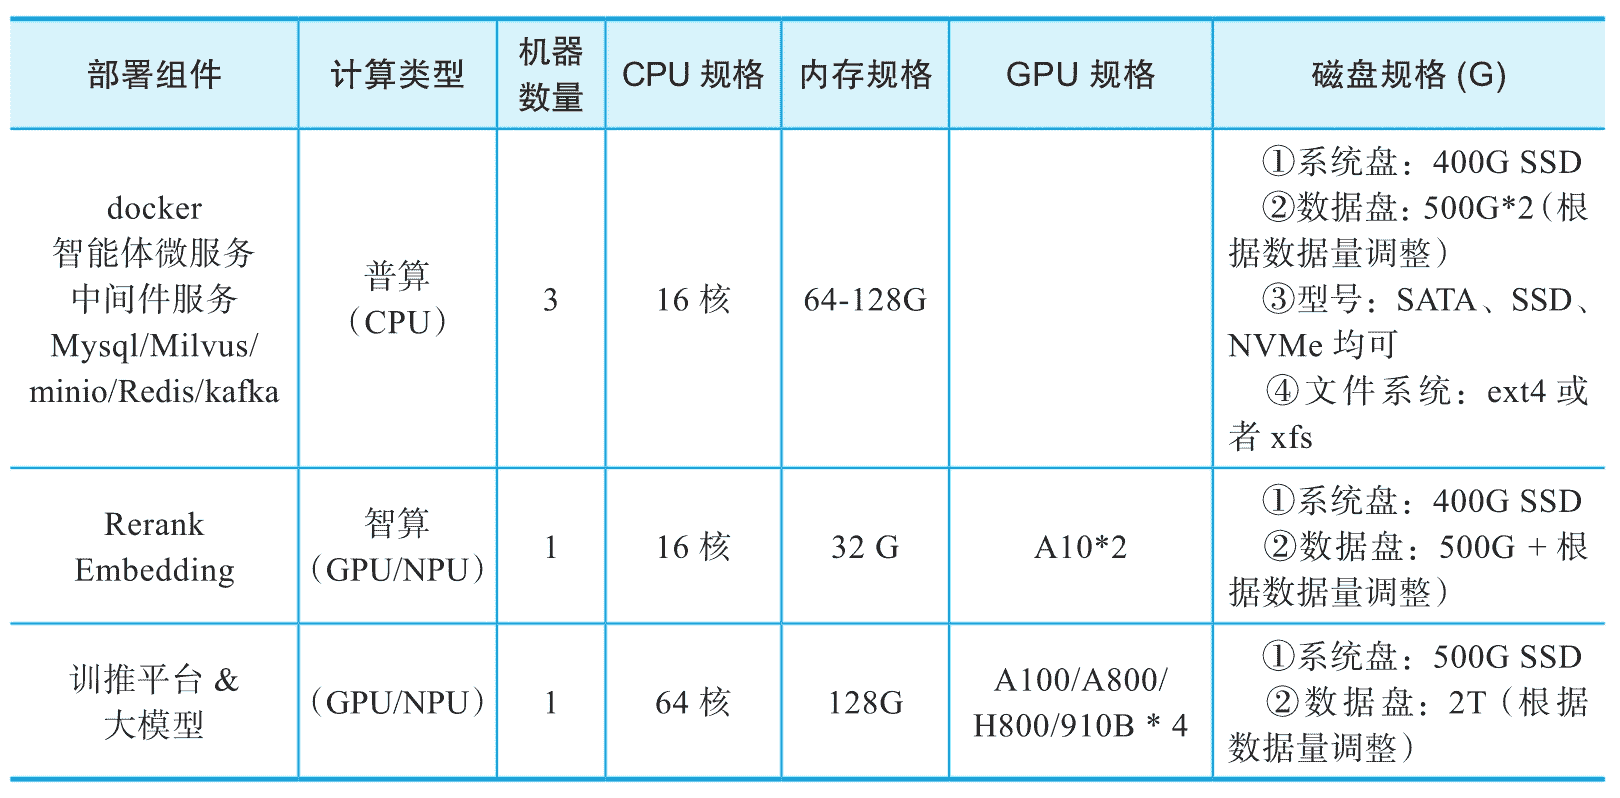 部署组件
计算类型
机器
数量
CPU 规格
内存规格
GPU 规格
磁盘规格 (G)
docker
智能体微服务
中间件服务
Mysql/Milvus/
minio/Redis/kafka
普算
（CPU）
3
16 核
64-128G
①系统盘：400G SSD
②数据盘：500G*2（根
据数据量调整）
③型号：SATA、SSD、
NVMe 均可
④文件系统：ext4 或
者 xfs
Rerank
Embedding
智算
（GPU/NPU）
1
16 核
32 G
A10*2
①系统盘：400G SSD
②数据盘：500G + 根
据数据量调整）
训推平台 &
大模型
（GPU/NPU）
1
64 核
128G
A100/A800/
H800/910B * 4
①系统盘：500G SSD
②数据盘：2T（根据
数据量调整）